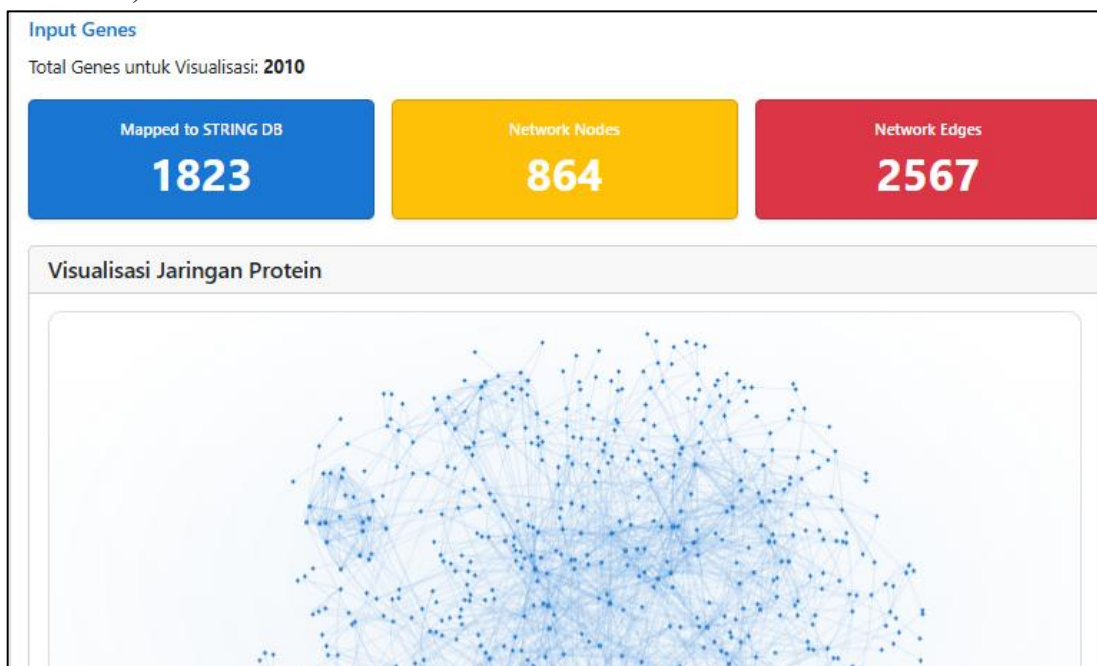 Input Genes
Total Genes untuk Visualisasi: 2010
Mapped to STRING DB
1823
Network Nodes
864
Network Edges
2567
Visualisasi Jaringan Protein